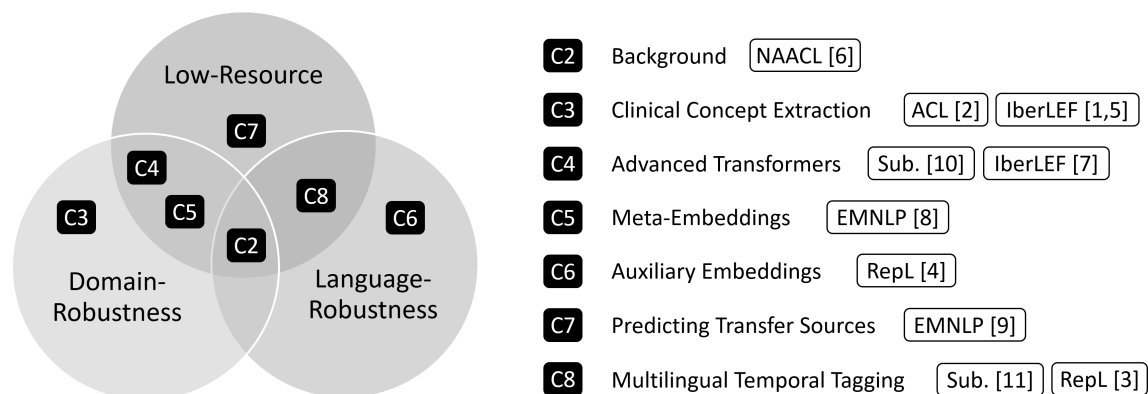 Low-Resource
C7
C4
C5
C8
C3
C6
C2
Domain-
Robustness
Language-
Robustness
C2 Background NAACL [6]
C3 Clinical Concept Extraction ACL [2] IberLEF [1,5]
C4 Advanced Transformers Sub. [10] IberLEF [7]
C5 Meta-Embeddings EMNLP [8]
C6 Auxiliary Embeddings RepL [4]
C7 Predicting Transfer Sources EMNLP [9]
C8 Multilingual Temporal Tagging Sub. [11] RepL [3]